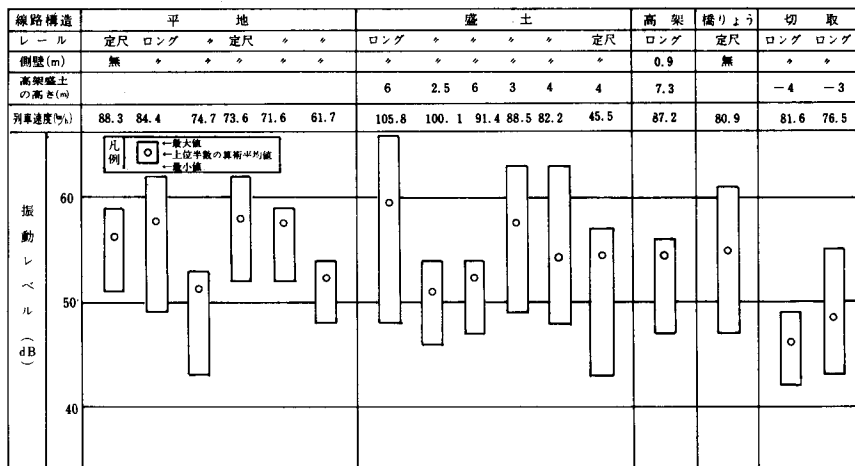 線路構造 平地 盛土 高架 橋りょう 切取
レール 定尺 ロング 〃 定尺 〃 〃 ロング 〃 〃 〃 〃 定尺 ロング 定尺 ロング ロング
側壁(m) 無 〃 〃 〃 〃 〃 〃 〃 〃 〃 〃 〃 0.9 無 〃 〃
高架盛土の高さ(m) 6 2.5 6 3 4 4 7.3 -4 -3
列車速度(㎞/h) 88.3 84.4 74.7 73.6 71.6 61.7 105.8 100.1 91.4 88.5 82.2 45.5 87.2 80.9 81.6 76.5
凡例
←最大値
←上位半数の算術平均値
←最小値
振動レベル(dB)
60
50
40